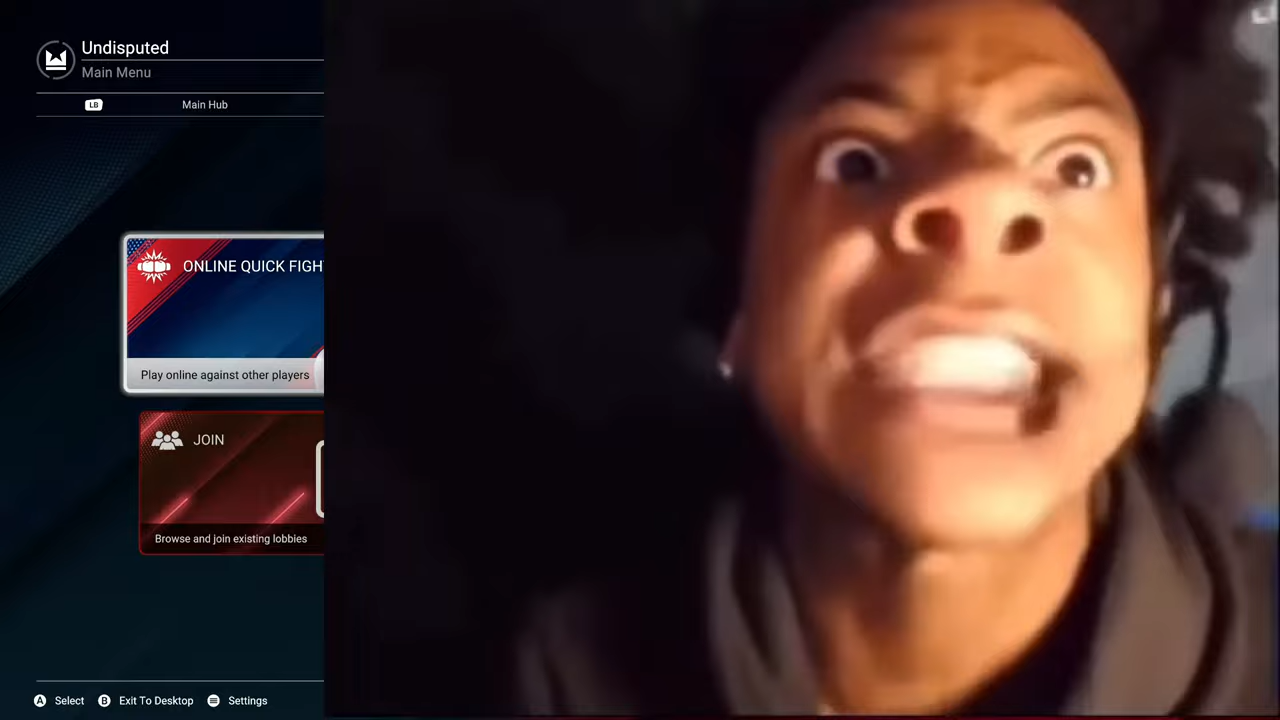 Undisputed
Main Menu
LB
Main Hub
ONLINE QUICK FIGH
Play online against other players
JOIN
Browse and join existing lobbies
A Select B Exit To Desktop Settings